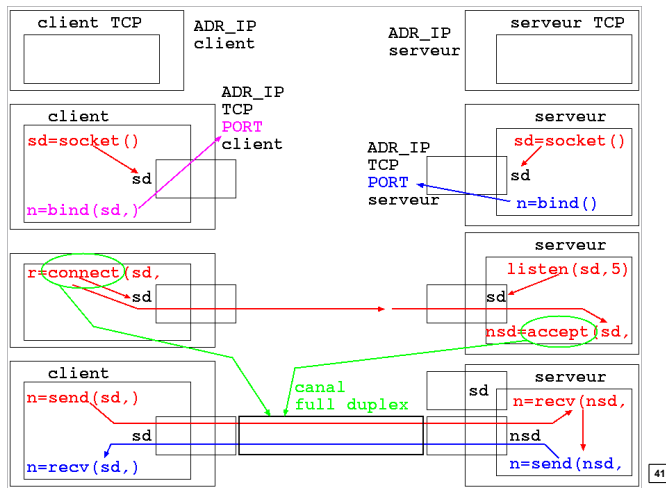 client TCP
ADR_IP
client
serveur TCP
ADR_IP
serveur
client
sd=socket()
sd
n=bind(sd,)
ADR_IP
TCP
PORT
client
ADR_IP
TCP
PORT
serveur
serveur
sd=socket()
sd
n=bind()
r=connect(sd,
sd
serveur
listen(sd,5)
sd
nsd=accept(sd,
client
n=send(sd,)
sd
n=recv(sd,)
canal
full duplex
serveur
sd
n=recv(nsd,
nsd
n=send(nsd,
41